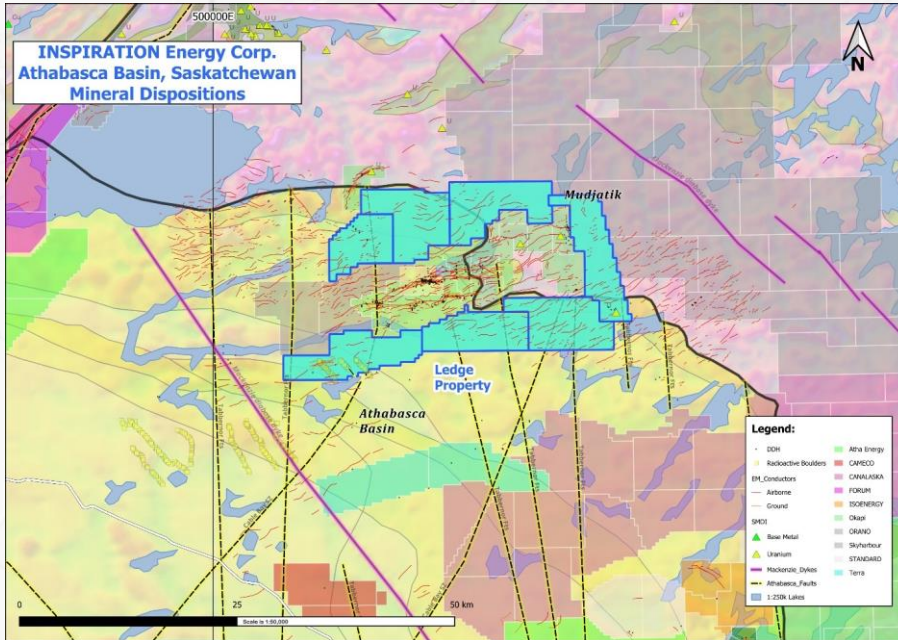 500000E
INSPIRATION Energy Corp.
Athabasca Basin, Saskatchewan
Mineral Dispositions
N
Mudjatik
Ledge
Property
Athabasca
Basin
Legend:
DDH
Radioactive Boulders
EM_Conductors
Airborne
Ground
SMDI
Base Metal
Uranium
Mackenzie_Dykes
Athabasca_Faults
1:250k Lakes
Atha Energy
CAMECO
CANALASKA
FORUM
ISOENERGY
Okapi
ORANO
Skyharbour
STANDARD
Terra
0
25
50 km
Scale is 1:50,000